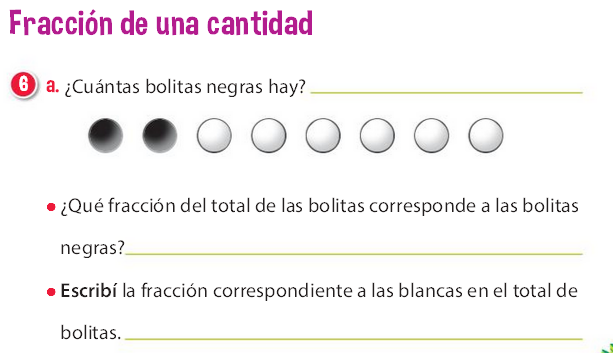 Fracción de una cantidad
6 a. ¿Cuántas bolitas negras hay?
• ¿Qué fracción del total de las bolitas corresponde a las bolitas
negras?
• Escribí la fracción correspondiente a las blancas en el total de
bolitas.